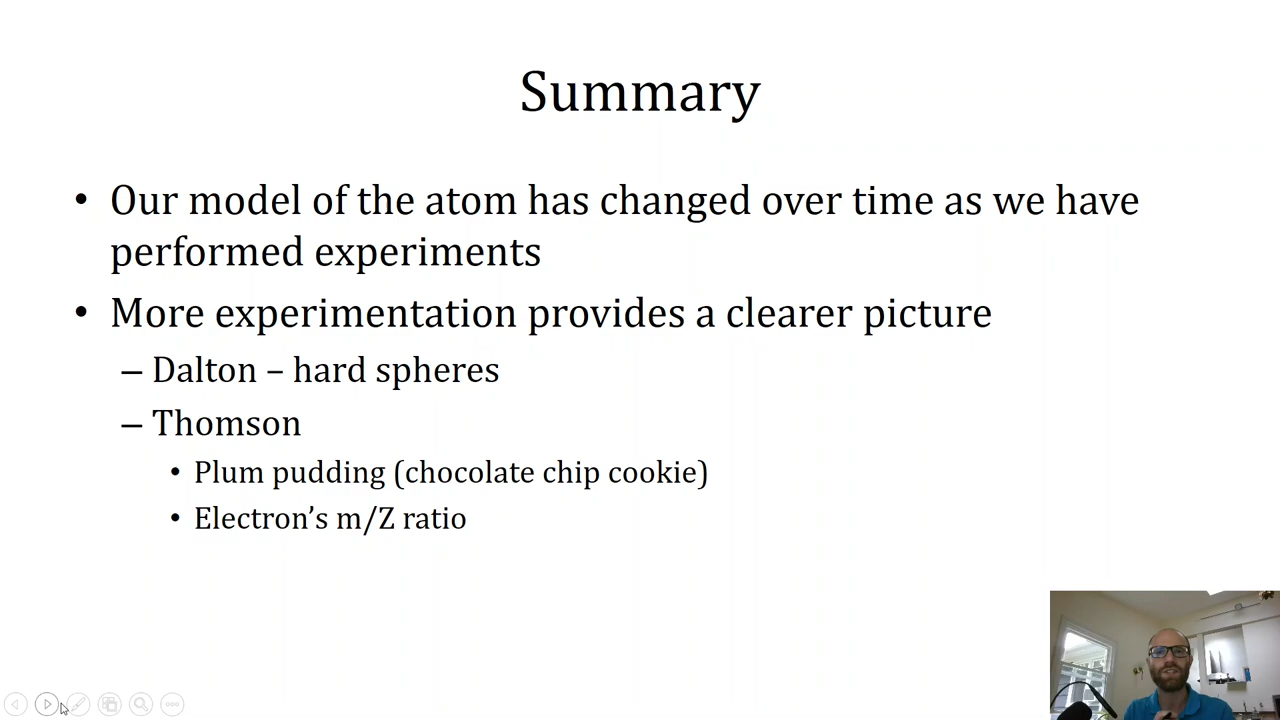 Summary
• Our model of the atom has changed over time as we have
performed experiments
• More experimentation provides a clearer picture
– Dalton – hard spheres
– Thomson
• Plum pudding (chocolate chip cookie)
• Electron’s m/Z ratio